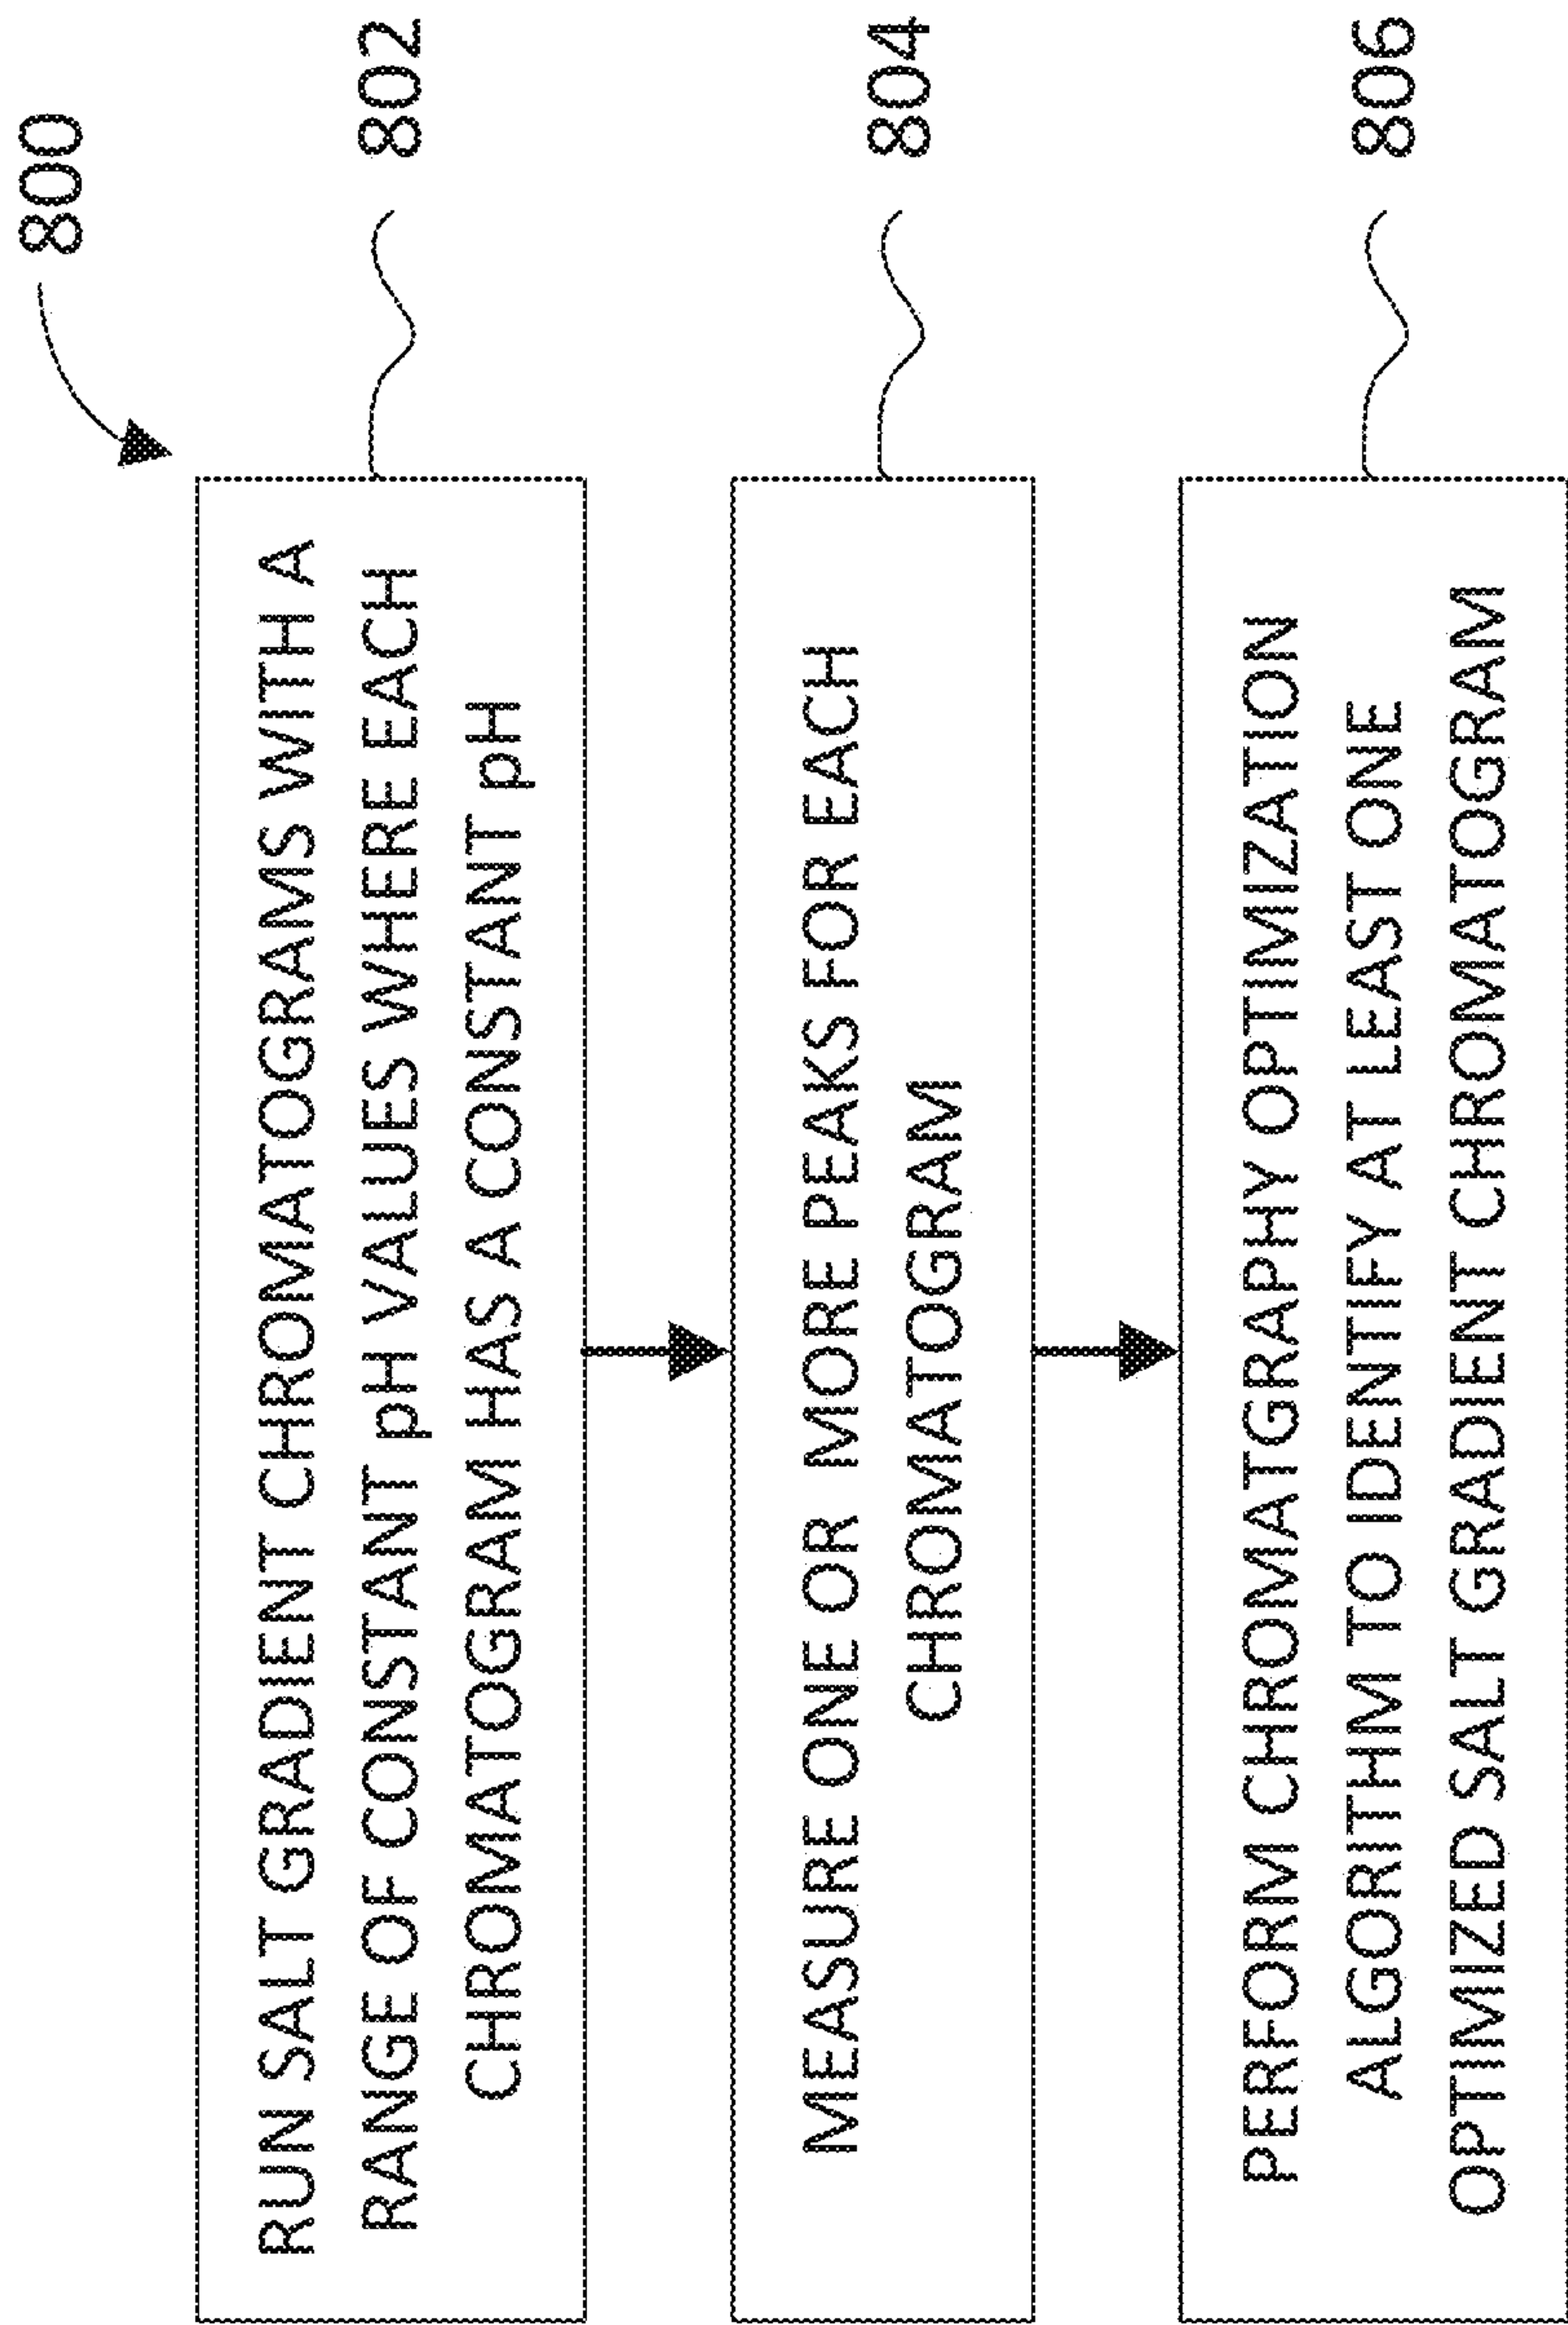 800
RUN SALT GRADIENT CHROMATOGRAMS WITH A
RANGE OF CONSTANT pH VALUES WHERE EACH
CHROMATOGRAM HAS A CONSTANT pH
802
MEASURE ONE OR MORE PEAKS FOR EACH
CHROMATOGRAM
804
PERFORM CHROMATGRAPHY OPTIMIZATION
ALGORITHM TO IDENTIFY AT LEAST ONE
OPTIMIZED SALT GRADIENT CHROMATOGRAM
806